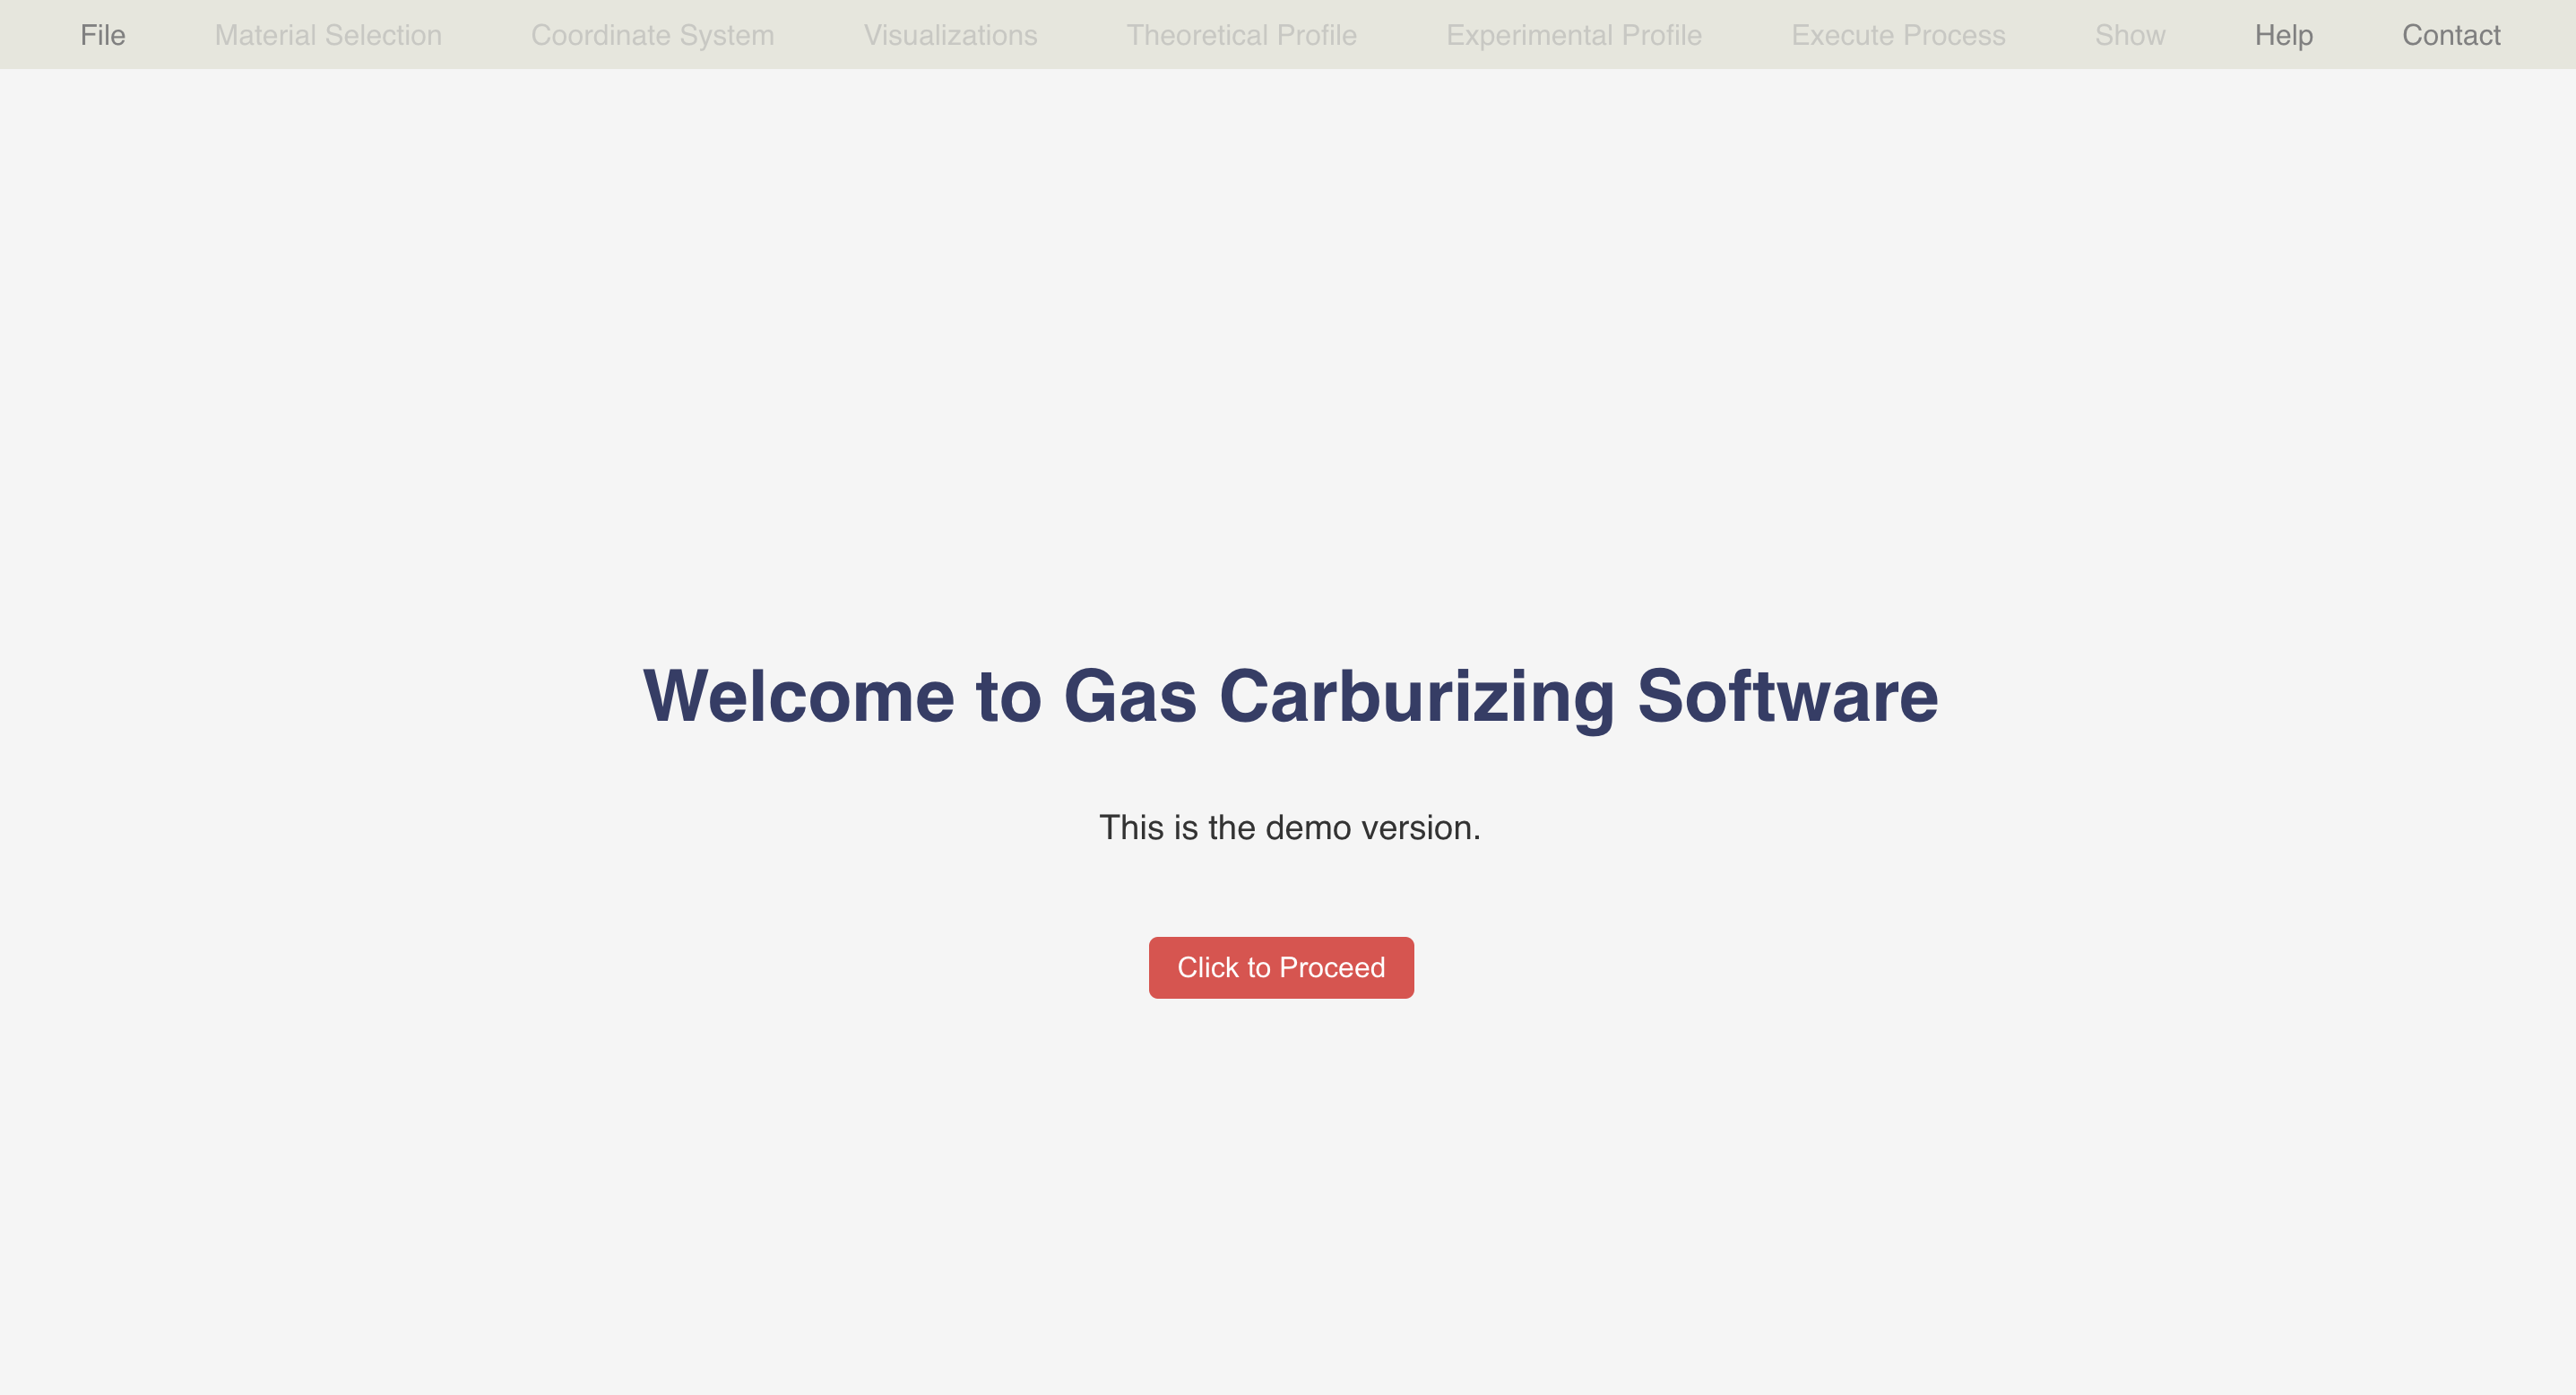 File Material Selection Coordinate System Visualizations Theoretical Profile Experimental Profile Execute Process Show Help Contact
Welcome to Gas Carburizing Software
This is the demo version.
Click to Proceed